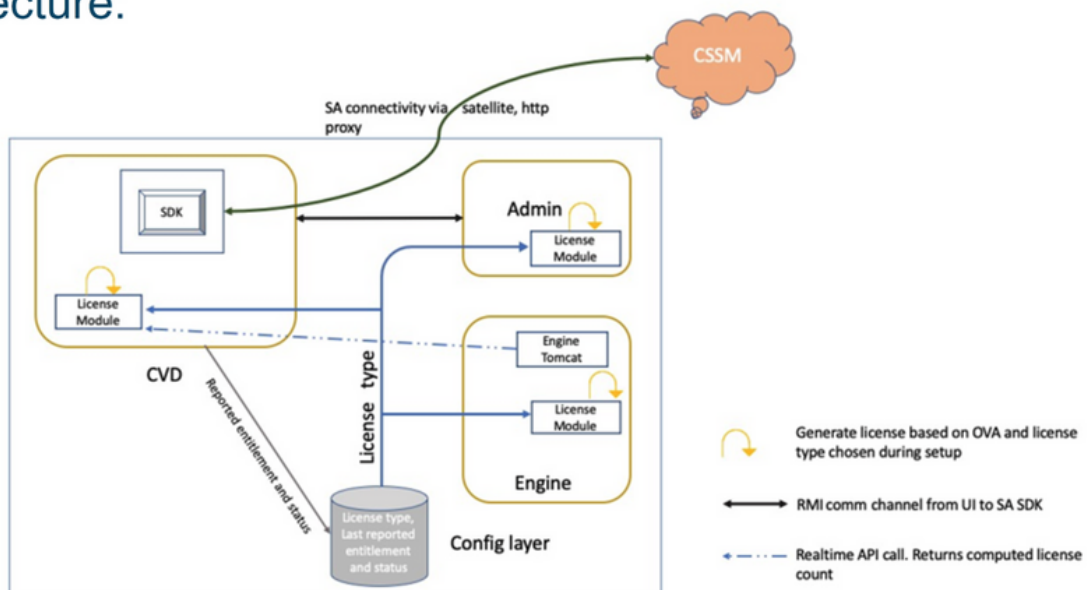 ecture.
CSSM
SA connectivity via satellite, http
proxy
SDK
License
Module
CVD
Admin
License
Module
Engine
Tomcat
License
Module
Engine
License type
Reported entitlement and status
License type,
Last reported
entitlement
and status
Config layer
Generate license based on OVA and license
type chosen during setup
RMI comm channel from UI to SA SDK
Realtime API call. Returns computed license
count